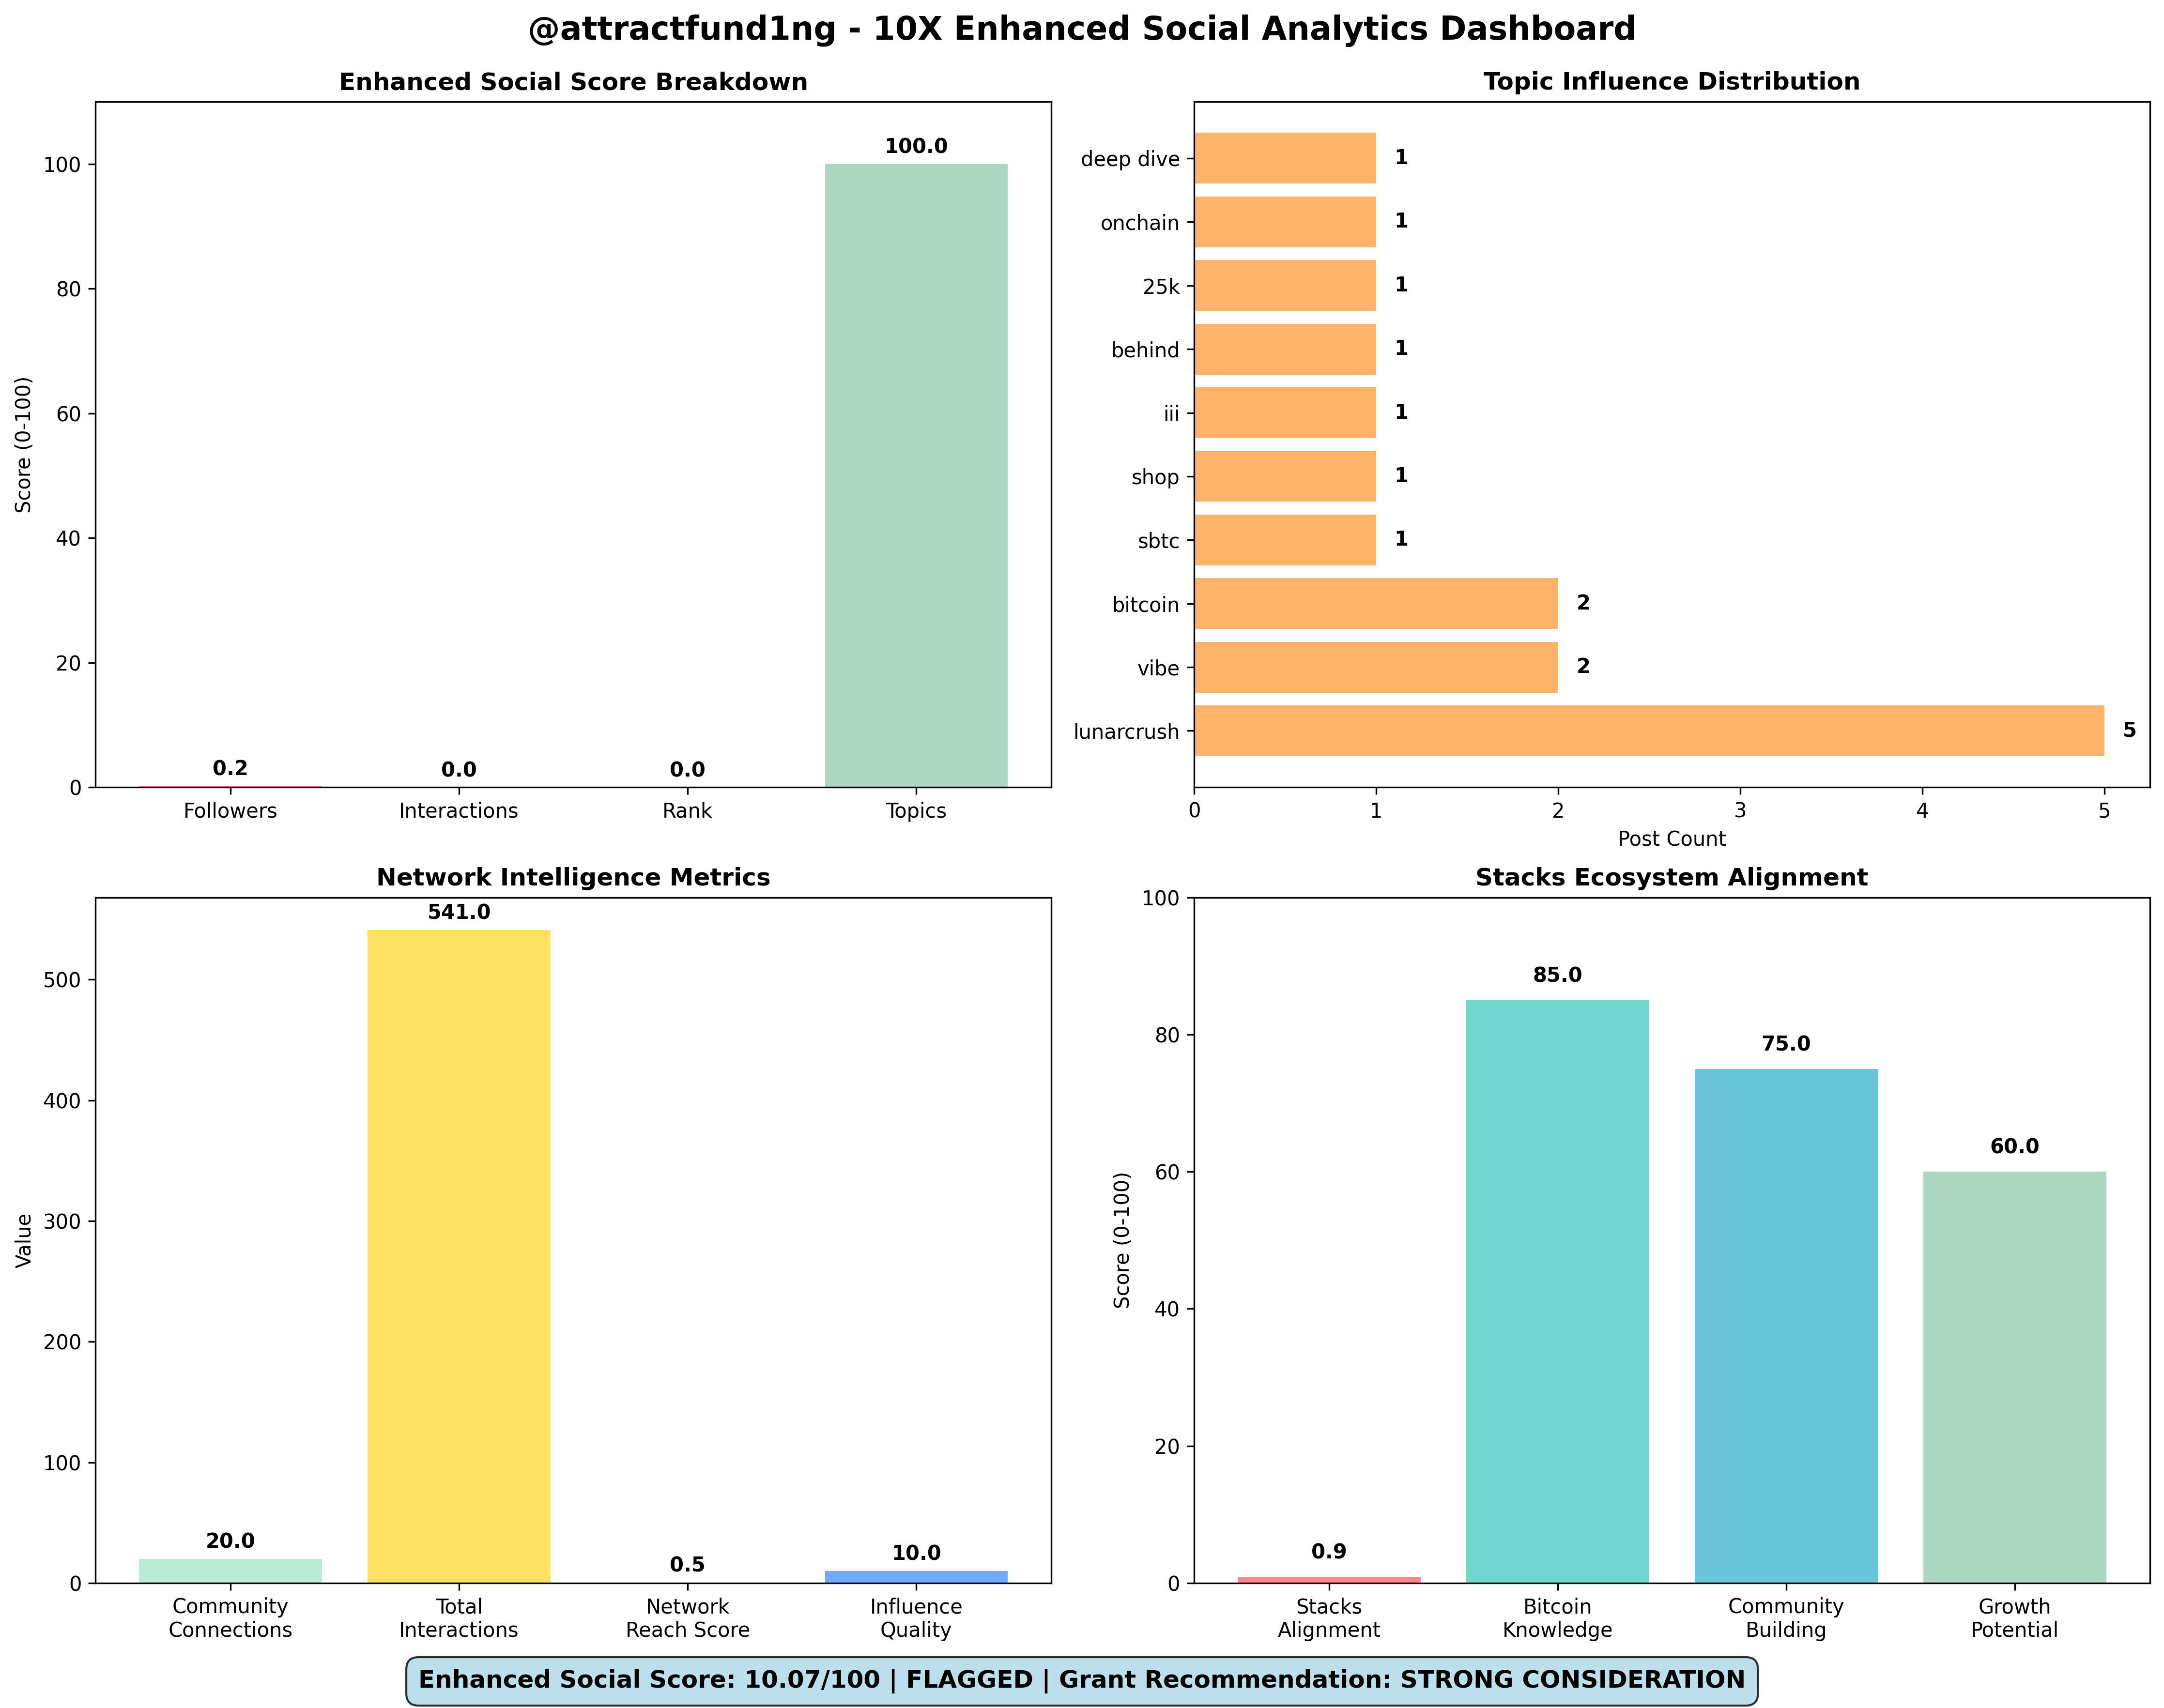 @attractfund1ng - 10X Enhanced Social Analytics Dashboard
Enhanced Social Score Breakdown
Score (0-100)
100
80
60
40
20
0
0.2
0.0
0.0
100.0
Followers
Interactions
Rank
Topics
Topic Influence Distribution
deep dive 1
onchain 1
25k 1
behind 1
iii 1
shop 1
sbtc 1
bitcoin 2
vibe 2
lunarcrush 5
0 1 2 3 4 5
Post Count
Network Intelligence Metrics
Value
500
400
300
200
100
0
20.0
541.0
0.5
10.0
Community
Connections
Total
Interactions
Network
Reach Score
Influence
Quality
Stacks Ecosystem Alignment
Score (0-100)
100
80
60
40
20
0
0.9
85.0
75.0
60.0
Stacks
Alignment
Bitcoin
Knowledge
Community
Building
Growth
Potential
Enhanced Social Score: 10.07/100 | FLAGGED | Grant Recommendation: STRONG CONSIDERATION